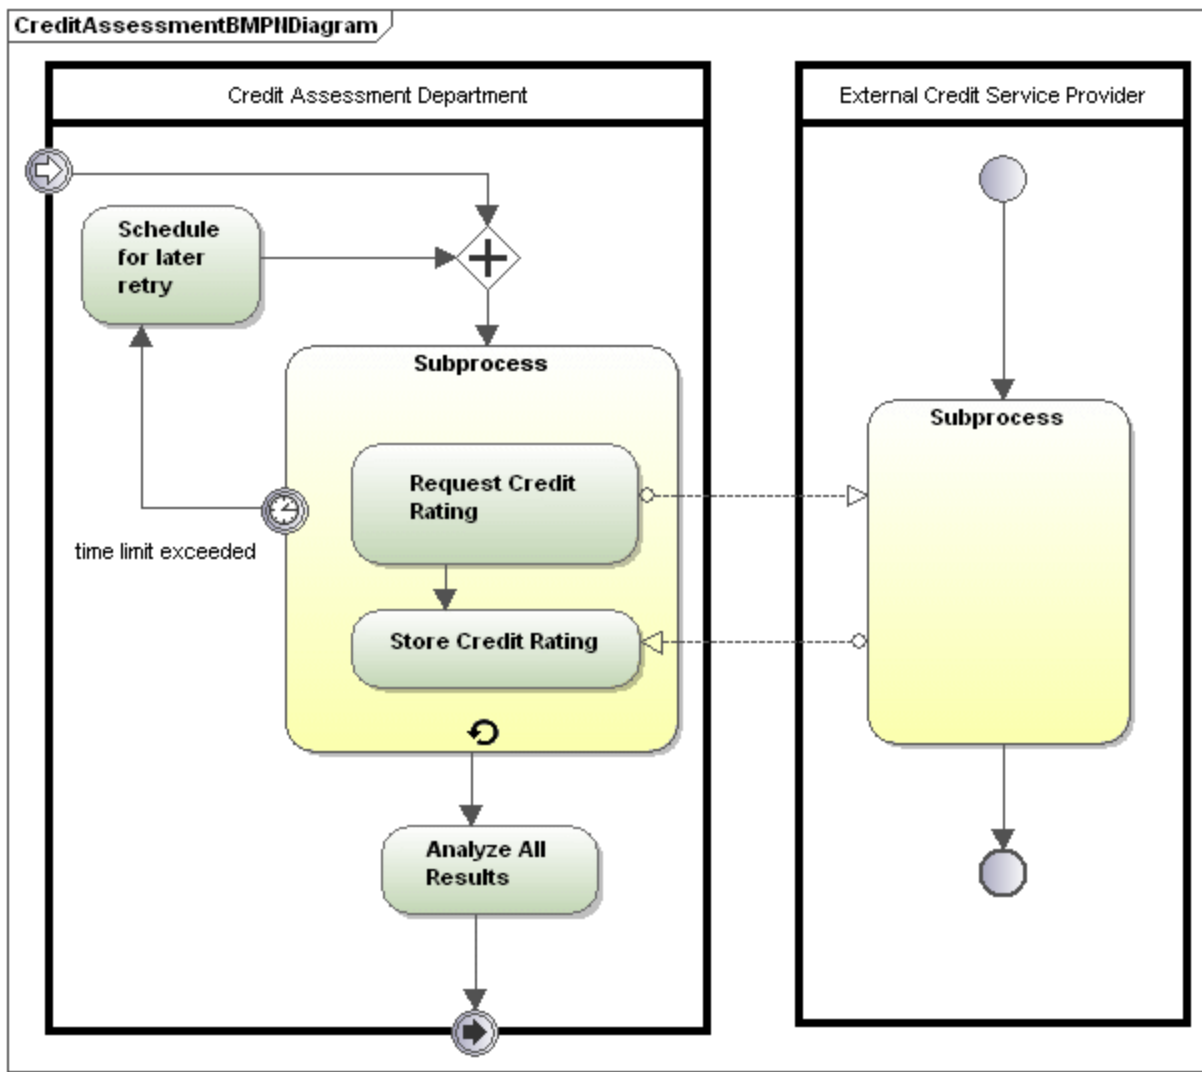 CreditAssessmentBMPNDiagram
Credit Assessment Department
External Credit Service Provider
Schedule
for later
retry
Subprocess
Request Credit
Rating
time limit exceeded
Store Credit Rating
Analyze All
Results
Subprocess